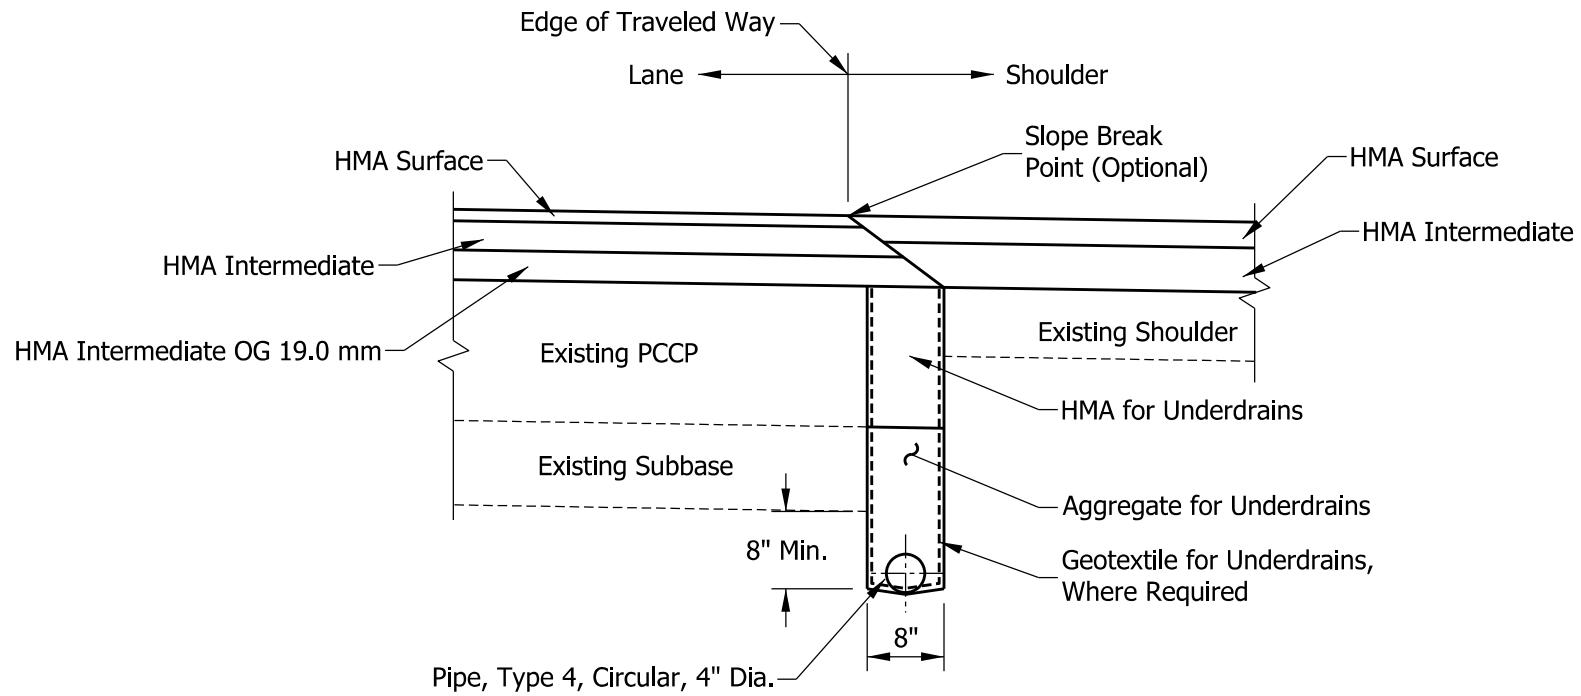 Edge of Traveled Way
Lane
Shoulder
Slope Break
Point (Optional)
HMA Surface
HMA Surface
HMA Intermediate
HMA Intermediate
HMA Intermediate OG 19.0 mm
Existing PCCP
Existing Shoulder
HMA for Underdrains
Existing Subbase
Aggregate for Underdrains
8" Min.
Geotextile for Underdrains,
Where Required
8"
Pipe, Type 4, Circular, 4" Dia.